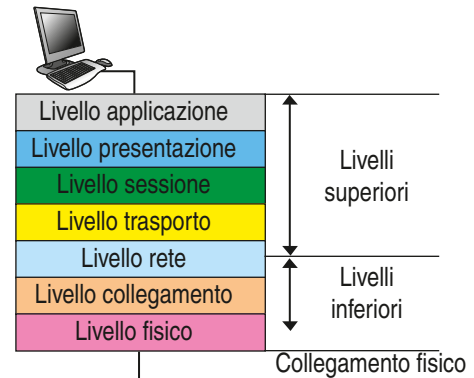 Livello applicazione
Livello presentazione
Livello sessione
Livello trasporto
Livello rete
Livello collegamento
Livello fisico
Livelli
superiori
Livelli
inferiori
Collegamento fisico